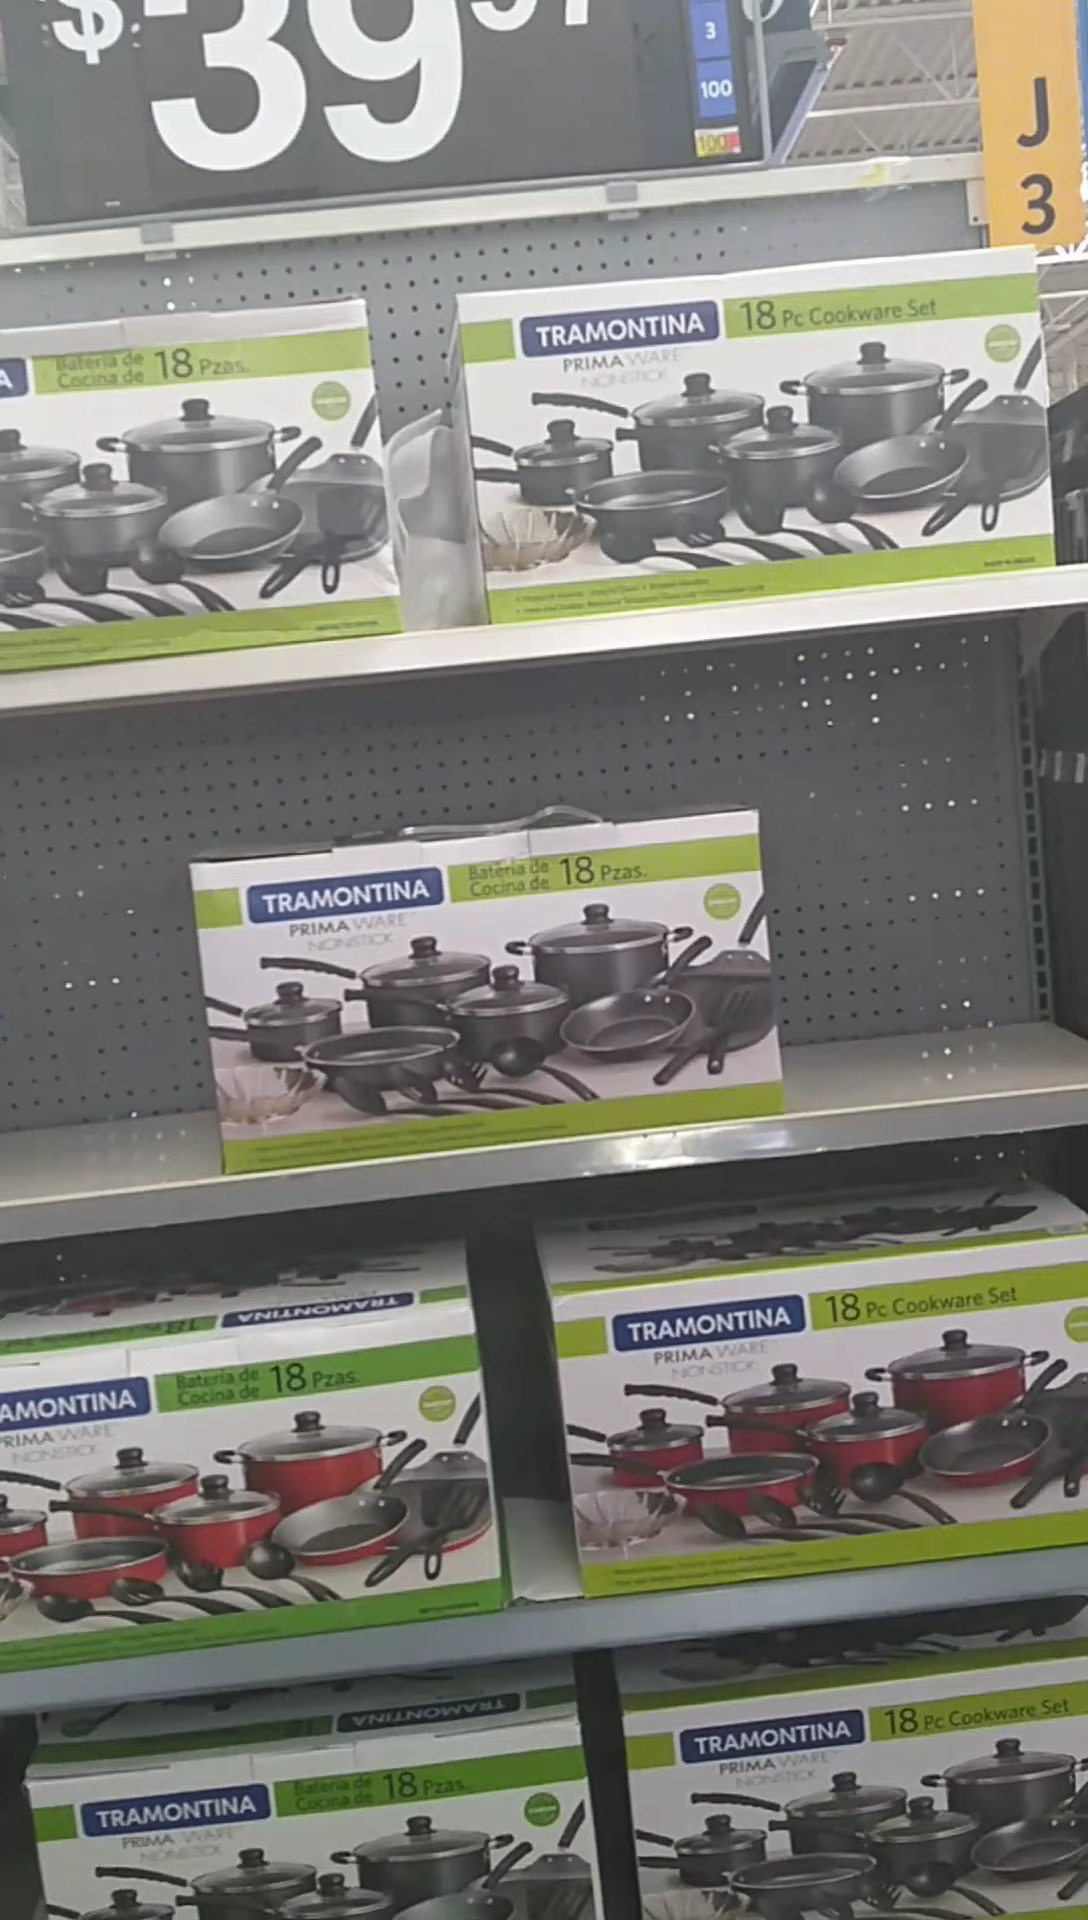 $39
3
100
100
J
3
A
Batería de
Cocina de
18 Pzas.
TRAMONTINA
18 Pc Cookware Set
PRIMA WARE
NONSTICK
TRAMONTINA
Batería de
Cocina de
18 Pzas.
PRIMA WARE
NONSTICK
TRAMONTINA
AMONTINA
Batería de
Cocina de
18 Pzas.
PRIMA WARE
NONSTICK
TRAMONTINA
18 Pc Cookware Set
PRIMA WARE
NONSTICK
TRAMONTINA
TRAMONTINA
Batería de
Cocina de
18 Pzas.
PRIMA WARE
NONSTICK
TRAMONTINA
18 Pc Cookware Set
PRIMA WARE
NONSTICK